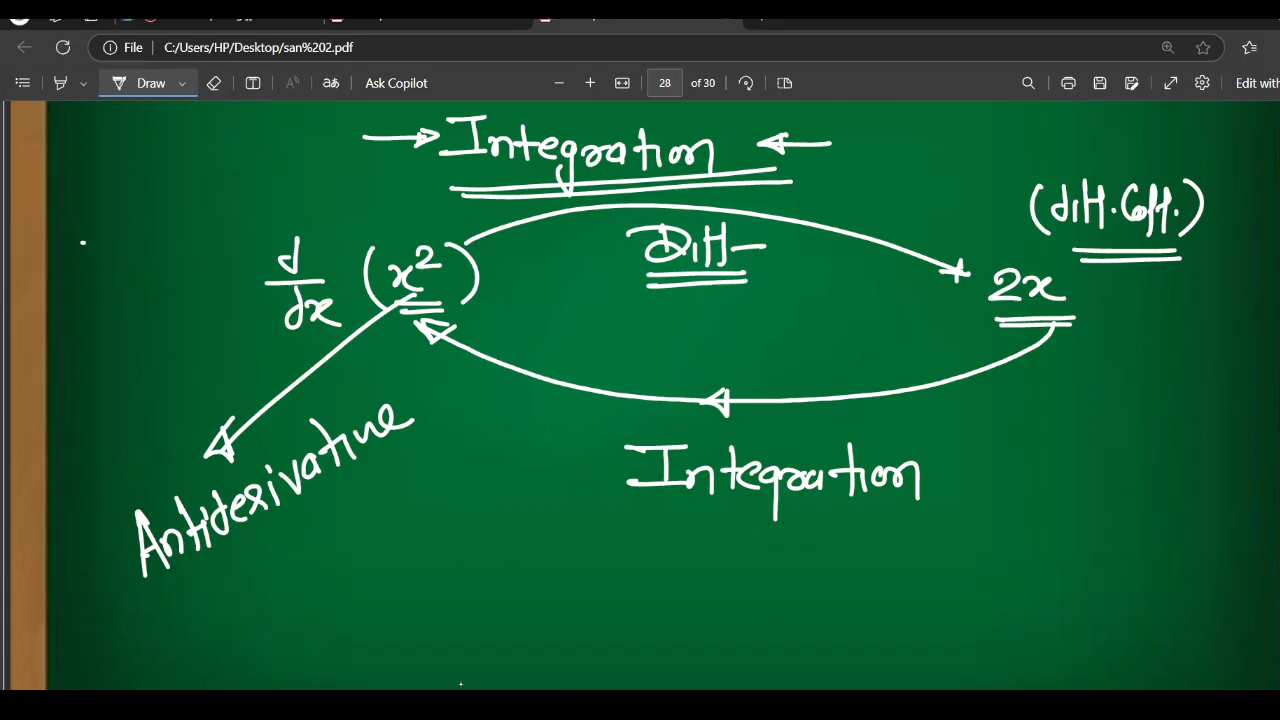 File | C:/Users/HP/Desktop/san%202.pdf
Draw
Ask Copilot
28 of 30
Edit with
Integration
(diff. Coff.)
Diff
d/dx (x²)
2x
Antiderivative
Integration